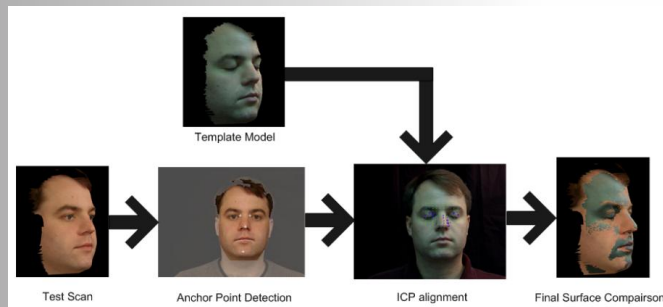 Template Model
Test Scan
Anchor Point Detection
ICP alignment
Final Surface Compairson